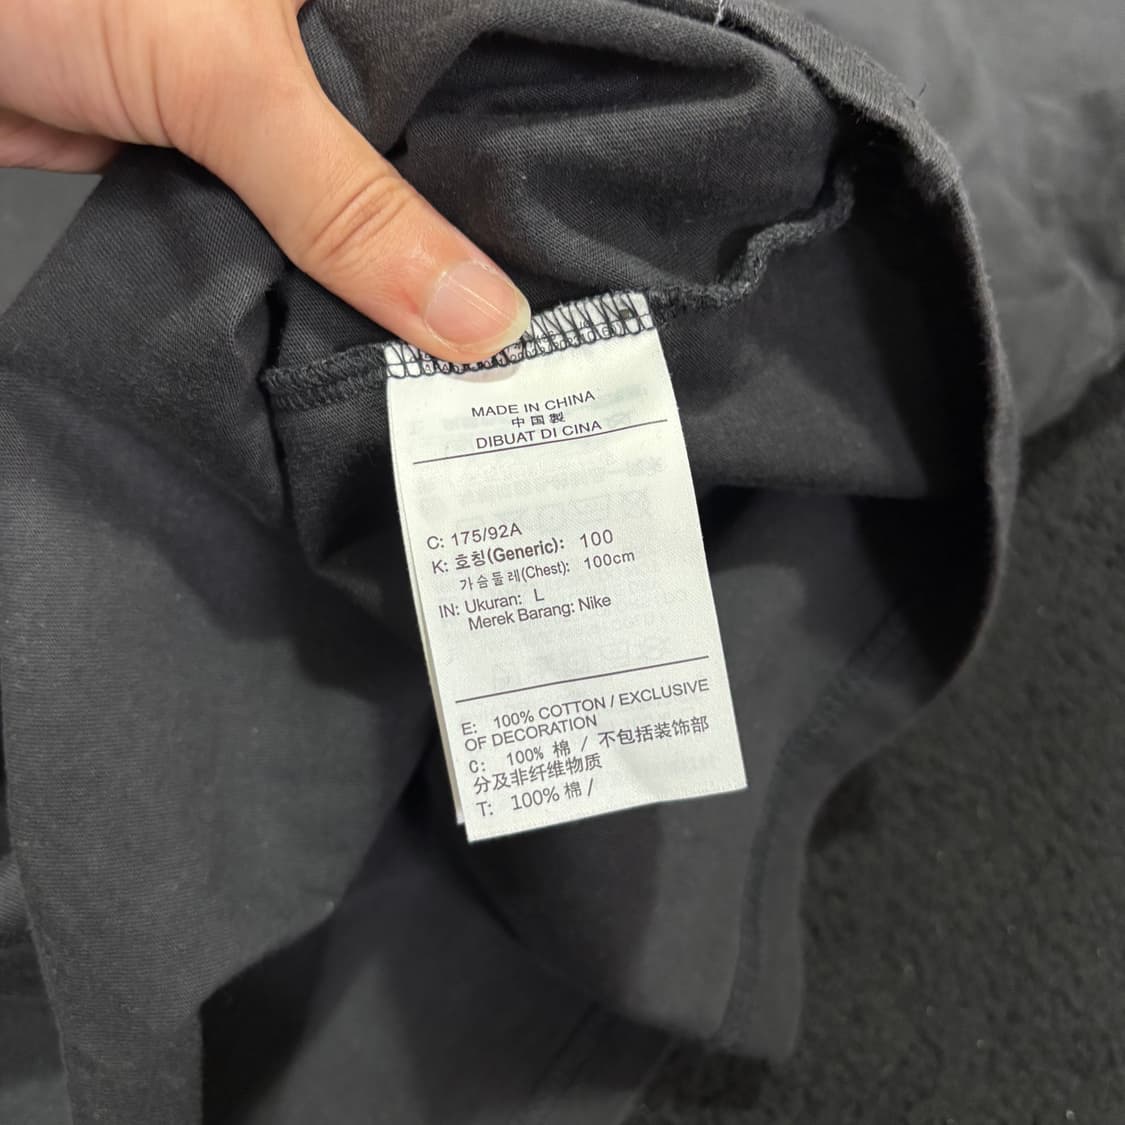 MADE IN CHINA
中国製
DIBUAT DI CINA
C: 175/92A
K: 호칭(Generic): 100
가슴둘레(Chest): 100cm
IN: Ukuran: L
Merek Barang: Nike
E: 100% COTTON / EXCLUSIVE
OF DECORATION
C: 100% 棉 / 不包括装饰部
分及非纤维物质
T: 100% 棉 /